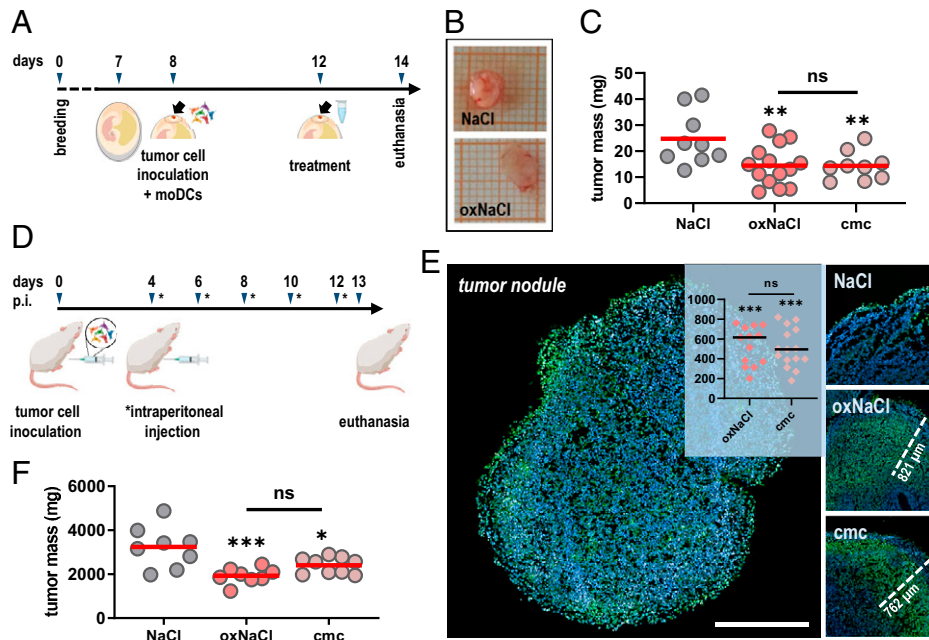 A
days
0
7
8
12
14
breeding
tumor cell
inoculation
+ moDCs
treatment
euthanasia
B
NaCl
oxNaCl
C
tumor mass (mg)
50
40
30
20
10
0
ns
**
**
NaCl
oxNaCl
cmc
D
days
p.i.
0
4
6
8
10
12
13
*
*
*
*
*
tumor cell
inoculation
*intraperitoneal
injection
euthanasia
E
tumor nodule
1000
800
600
400
200
0
ns
***
***
oxNaCl
cmc
NaCl
oxNaCl
821 µm
cmc
762 µm
F
tumor mass (mg)
6000
4000
2000
0
ns
***
*
NaCl
oxNaCl
cmc